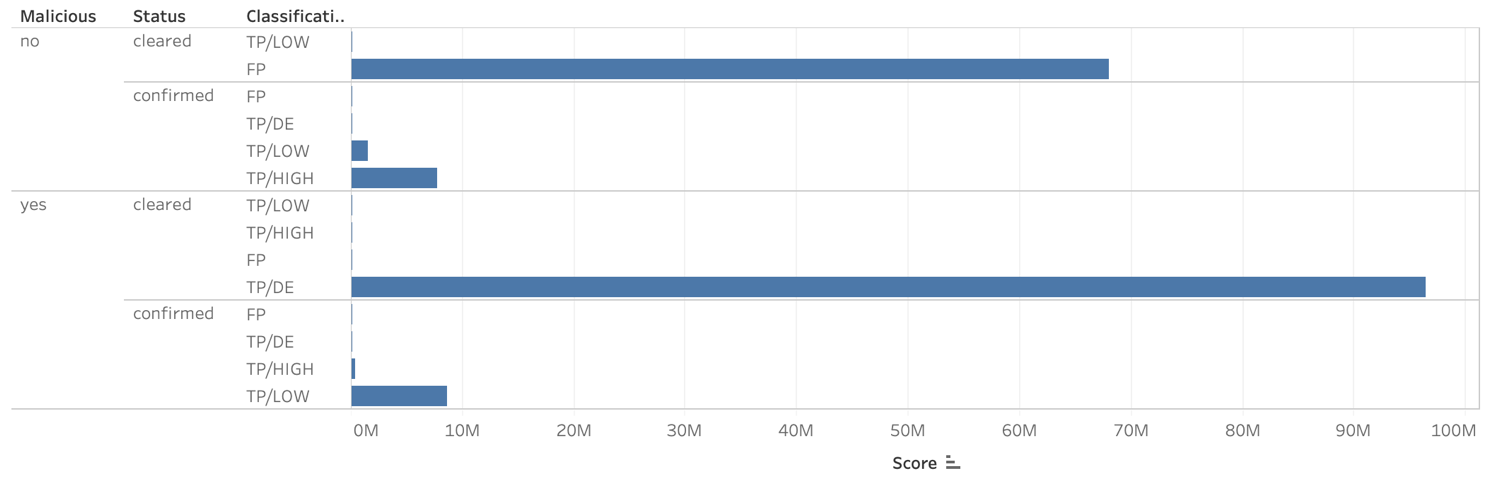 Malicious Status Classificati..
no cleared TP/LOW
FP
confirmed FP
TP/DE
TP/LOW
TP/HIGH
yes cleared TP/LOW
TP/HIGH
FP
TP/DE
confirmed FP
TP/DE
TP/HIGH
TP/LOW
0M 10M 20M 30M 40M 50M 60M 70M 80M 90M 100M
Score